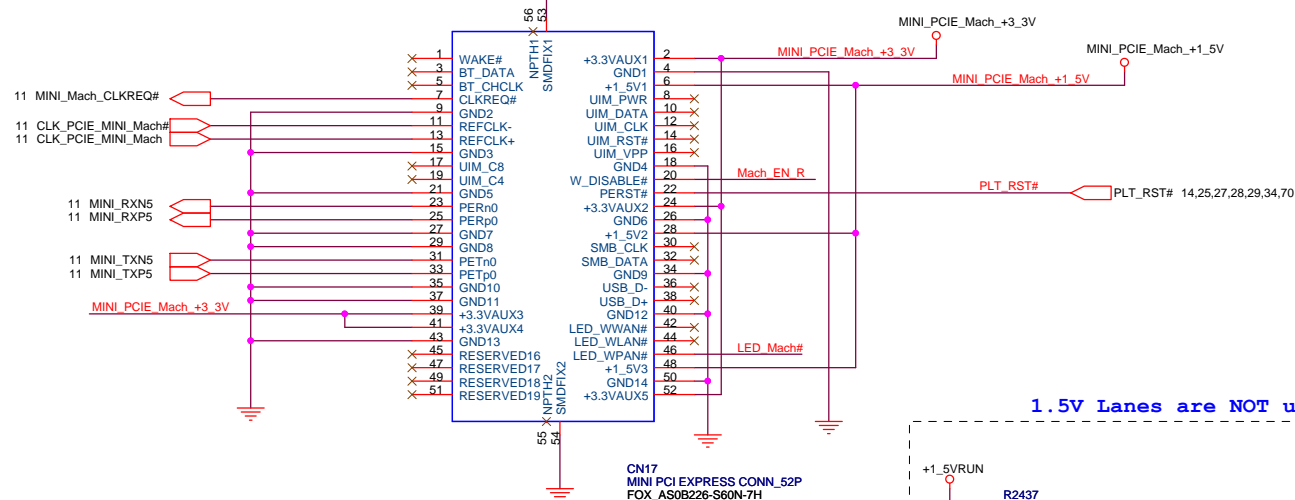 56
53
NPTH1
SMDFIX1
MINI_PCIE_Mach_+3_3V
MINI_PCIE_Mach_+1_5V
MINI_PCIE_Mach_+3_3V
MINI_PCIE_Mach_+1_5V
1 WAKE# +3.3VAUX1 2
3 BT_DATA GND1 4
5 BT_CHCLK +1_5V1 6
11 MINI_Mach_CLKREQ# 7 CLKREQ# UIM_PWR 8
9 GND2 UIM_DATA 10
11 CLK_PCIE_MINI_Mach# 11 REFCLK- UIM_CLK 12
11 CLK_PCIE_MINI_Mach 13 REFCLK+ UIM_RST# 14
15 GND3 UIM_VPP 16
17 UIM_C8 GND4 18
19 UIM_C4 W_DISABLE# 20 Mach_EN_R
21 GND5 PERST# 22 PLT_RST# PLT_RST# 14,25,27,28,29,34,70
11 MINI_RXN5 23 PERn0 +3.3VAUX2 24
11 MINI_RXP5 25 PERp0 GND6 26
27 GND7 +1_5V2 28
29 GND8 SMB_CLK 30
11 MINI_TXN5 31 PETn0 SMB_DATA 32
11 MINI_TXP5 33 PETp0 GND9 34
35 GND10 USB_D- 36
37 GND11 USB_D+ 38
MINI_PCIE_Mach_+3_3V 39 +3.3VAUX3 GND12 40
41 +3.3VAUX4 LED_WWAN# 42
43 GND13 LED_WLAN# 44
45 RESERVED16 LED_WPAN# 46 LED_Mach#
47 RESERVED17 +1_5V3 48
49 RESERVED18 GND14 50
51 RESERVED19 +3.3VAUX5 52
NPTH2
SMDFIX2
55
54
1.5V Lanes are NOT u
CN17
MINI PCI EXPRESS CONN_52P
FOX_AS0B226-S60N-7H
+1_5VRUN
R2437